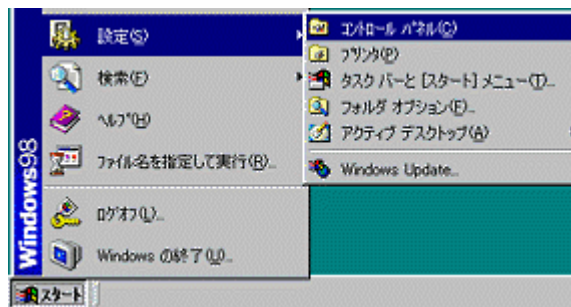 設定(S)
検索(F)
ヘルプ(H)
ファイル名を指定して実行(R)...
ログオフ(L)...
Windows の終了(U)...
Windows98
スタート
コントロール パネル(C)
プリンタ(P)
タスク バーと [スタート] メニュー(T)...
フォルダ オプション(F)...
アクティブ デスクトップ(A)
Windows Update...